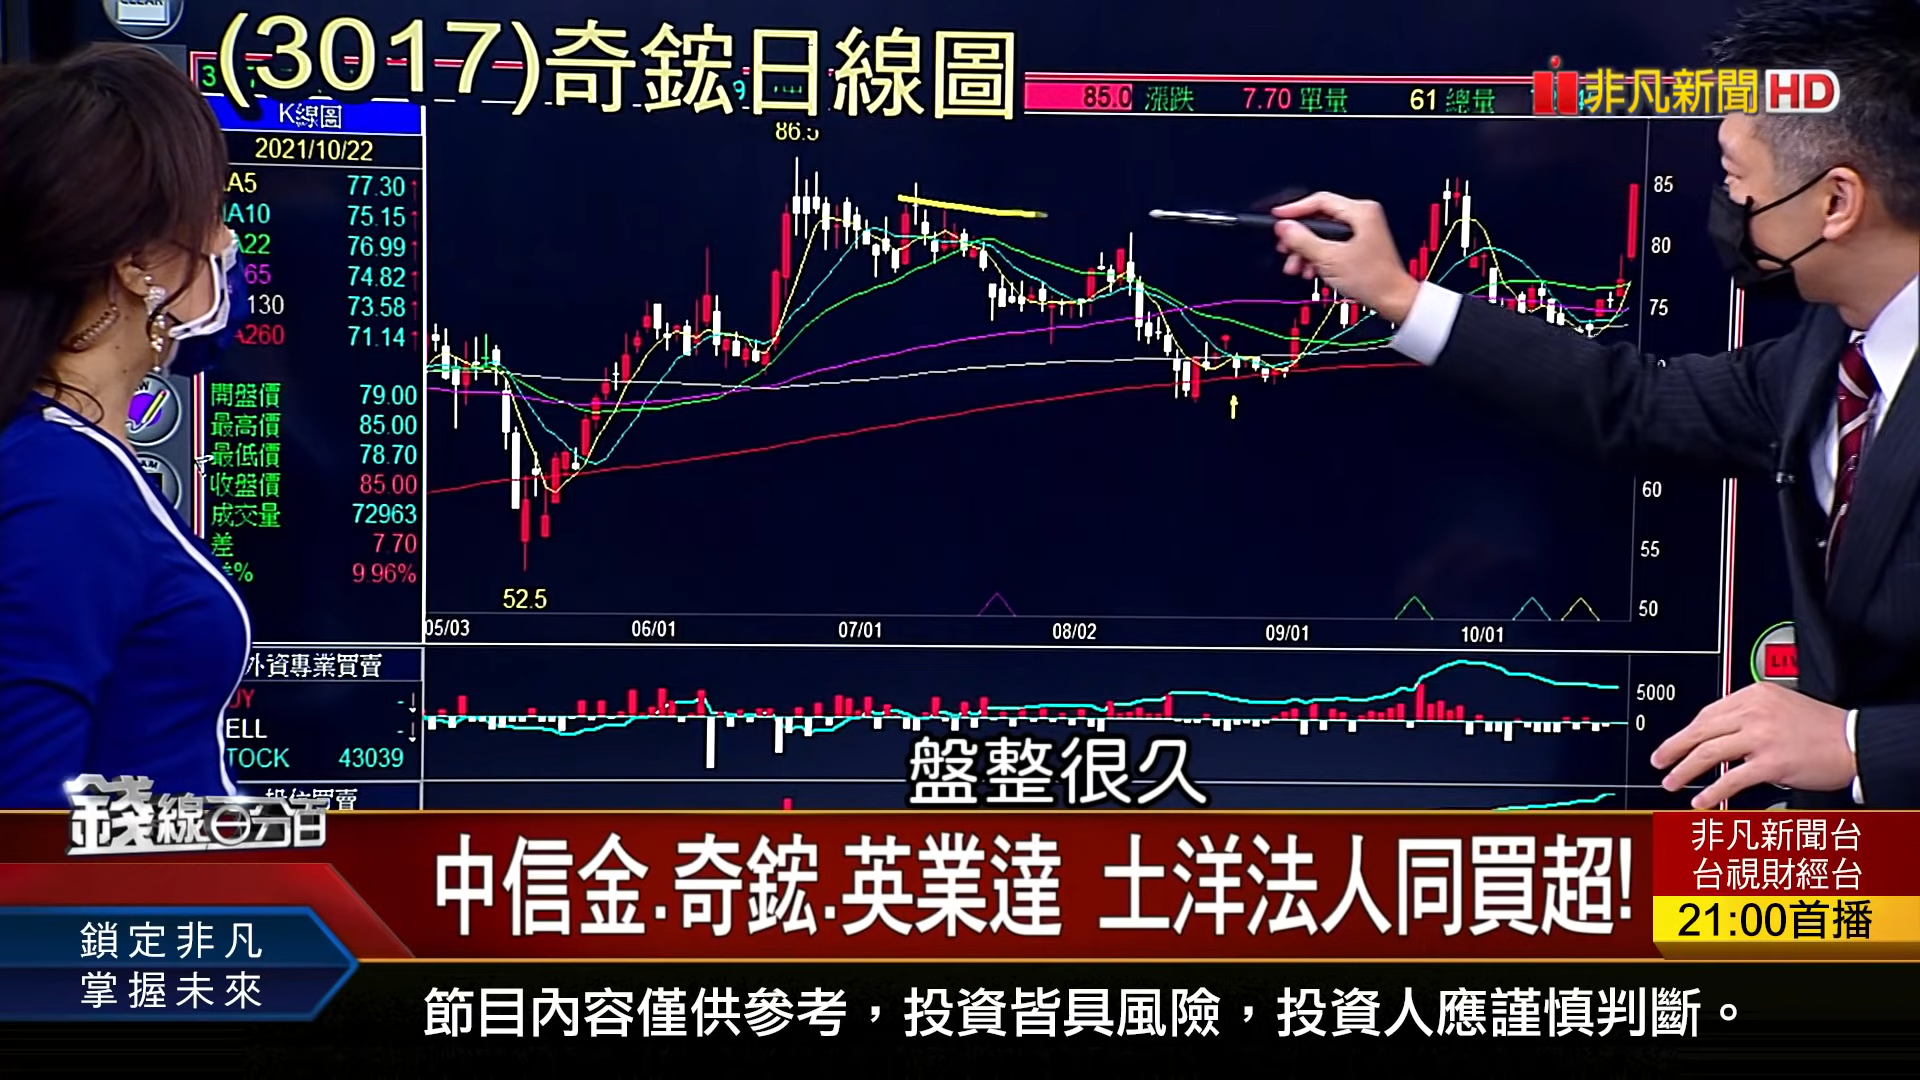 (3017)奇鋐日線圖
85.0 漲跌 7.70 單量 61 總量
非凡新聞HD
K線圖
2021/10/22
A5 77.30
A10 75.15
A22 76.99
65 74.82
130 73.58
A260 71.14
開盤價 79.00
最高價 85.00
最低價 78.70
收盤價 85.00
成交量 72963
差 7.70
% 9.96%
86.5
52.5
85
80
75
60
55
50
05/03 06/01 07/01 08/02 09/01 10/01
外資專業買賣
ELL
TOCK 43039
5000
0
盤整很久
錢線百分百
中信金.奇鋐.英業達 土洋法人同買超!
非凡新聞台
台視財經台
21:00首播
鎖定非凡
掌握未來
節目內容僅供參考，投資皆具風險，投資人應謹慎判斷。